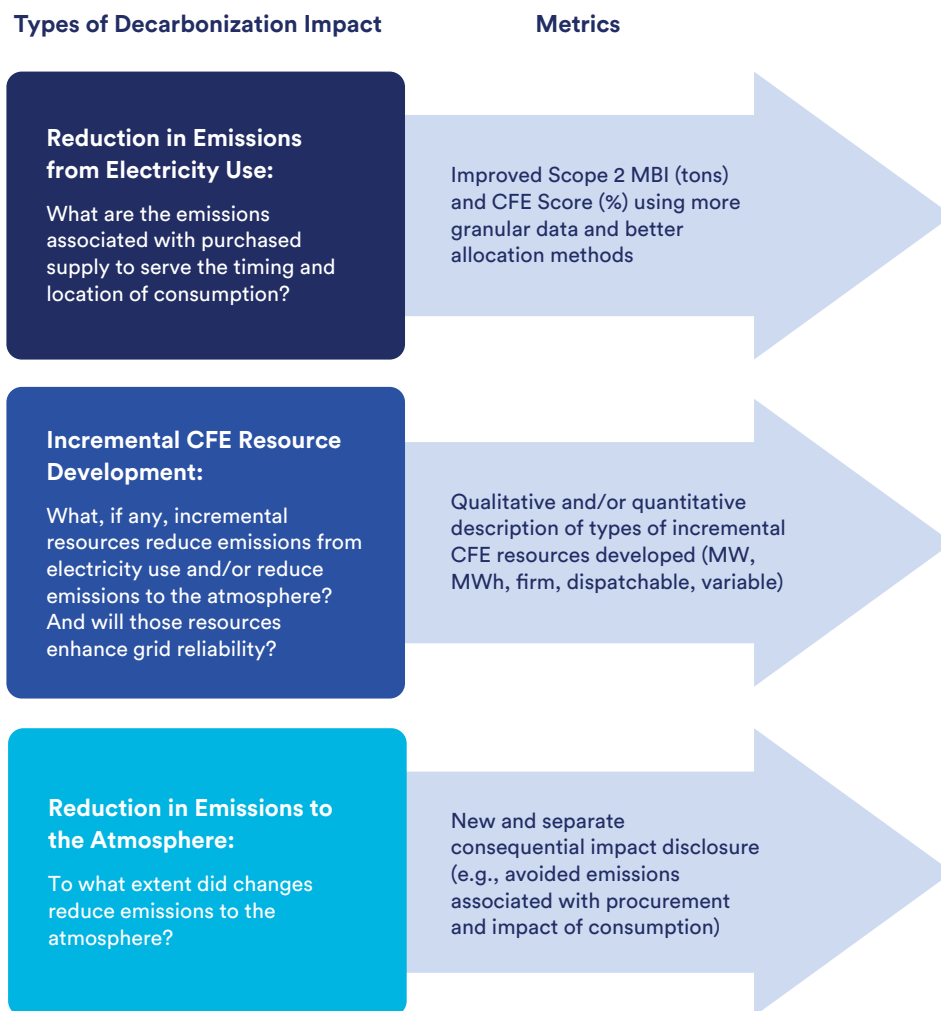 Types of Decarbonization Impact
Metrics
Reduction in Emissions
from Electricity Use:
What are the emissions
associated with purchased
supply to serve the timing and
location of consumption?
Improved Scope 2 MBI (tons)
and CFE Score (%) using more
granular data and better
allocation methods
Incremental CFE Resource
Development:
What, if any, incremental
resources reduce emissions from
electricity use and/or reduce
emissions to the atmosphere?
And will those resources
enhance grid reliability?
Qualitative and/or quantitative
description of types of incremental
CFE resources developed (MW,
MWh, firm, dispatchable, variable)
Reduction in Emissions to
the Atmosphere:
To what extent did changes
reduce emissions to the
atmosphere?
New and separate
consequential impact disclosure
(e.g., avoided emissions
associated with procurement
and impact of consumption)